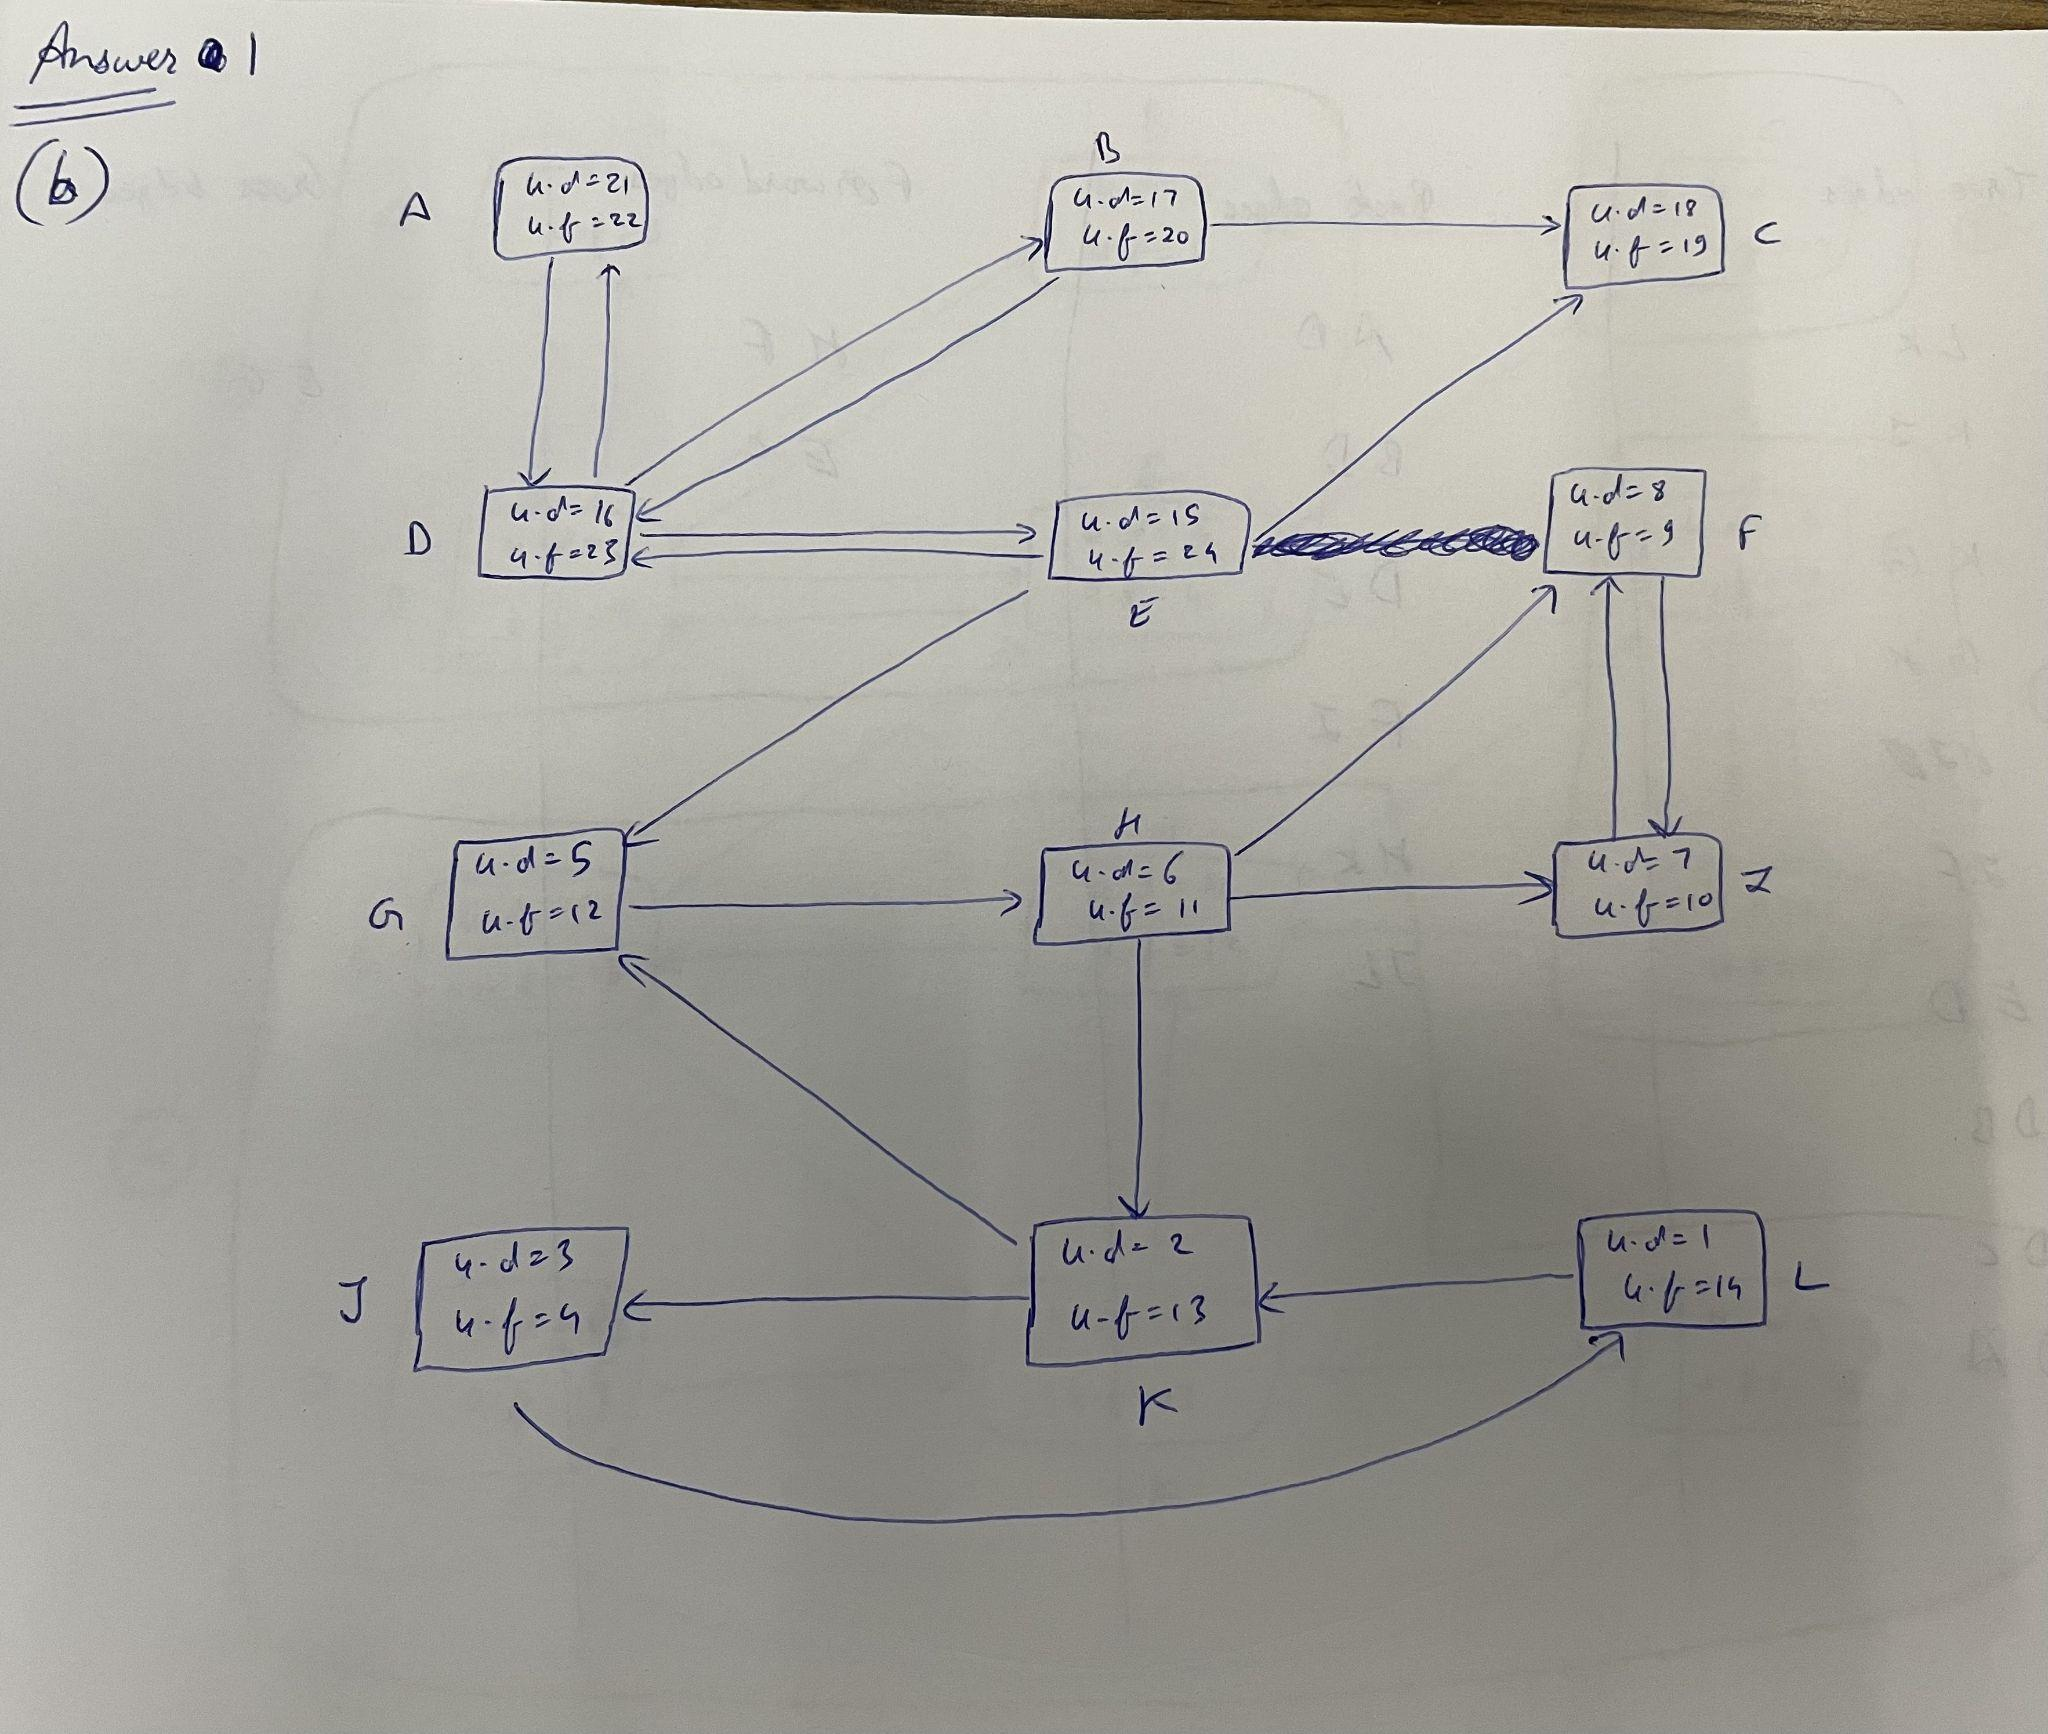 Answer 1
(b)
B
A
u.d=21
u.f=22
u.d=17
u.f=20
u.d=18
u.f=19
C
D
u.d=16
u.f=23
u.d=15
u.f=24
E
u.d=8
u.f=9
F
G
u.d=5
u.f=12
H
u.d=6
u.f=11
u.d=7
u.f=10
I
J
u.d=3
u.f=4
u.d=2
u.f=13
K
u.d=1
u.f=14
L